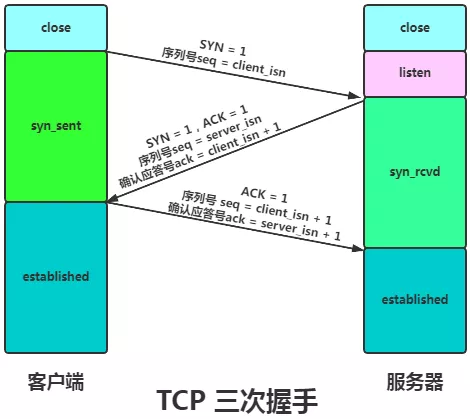 close
close
SYN = 1
序列号seq = client_isn
listen
syn_sent
SYN = 1 , ACK = 1
序列号seq = server_isn
确认应答号ack = client_isn + 1
syn_rcvd
ACK = 1
序列号 seq = client_isn + 1
确认应答号ack = server_isn + 1
established
established
客户端
服务器
TCP 三次握手